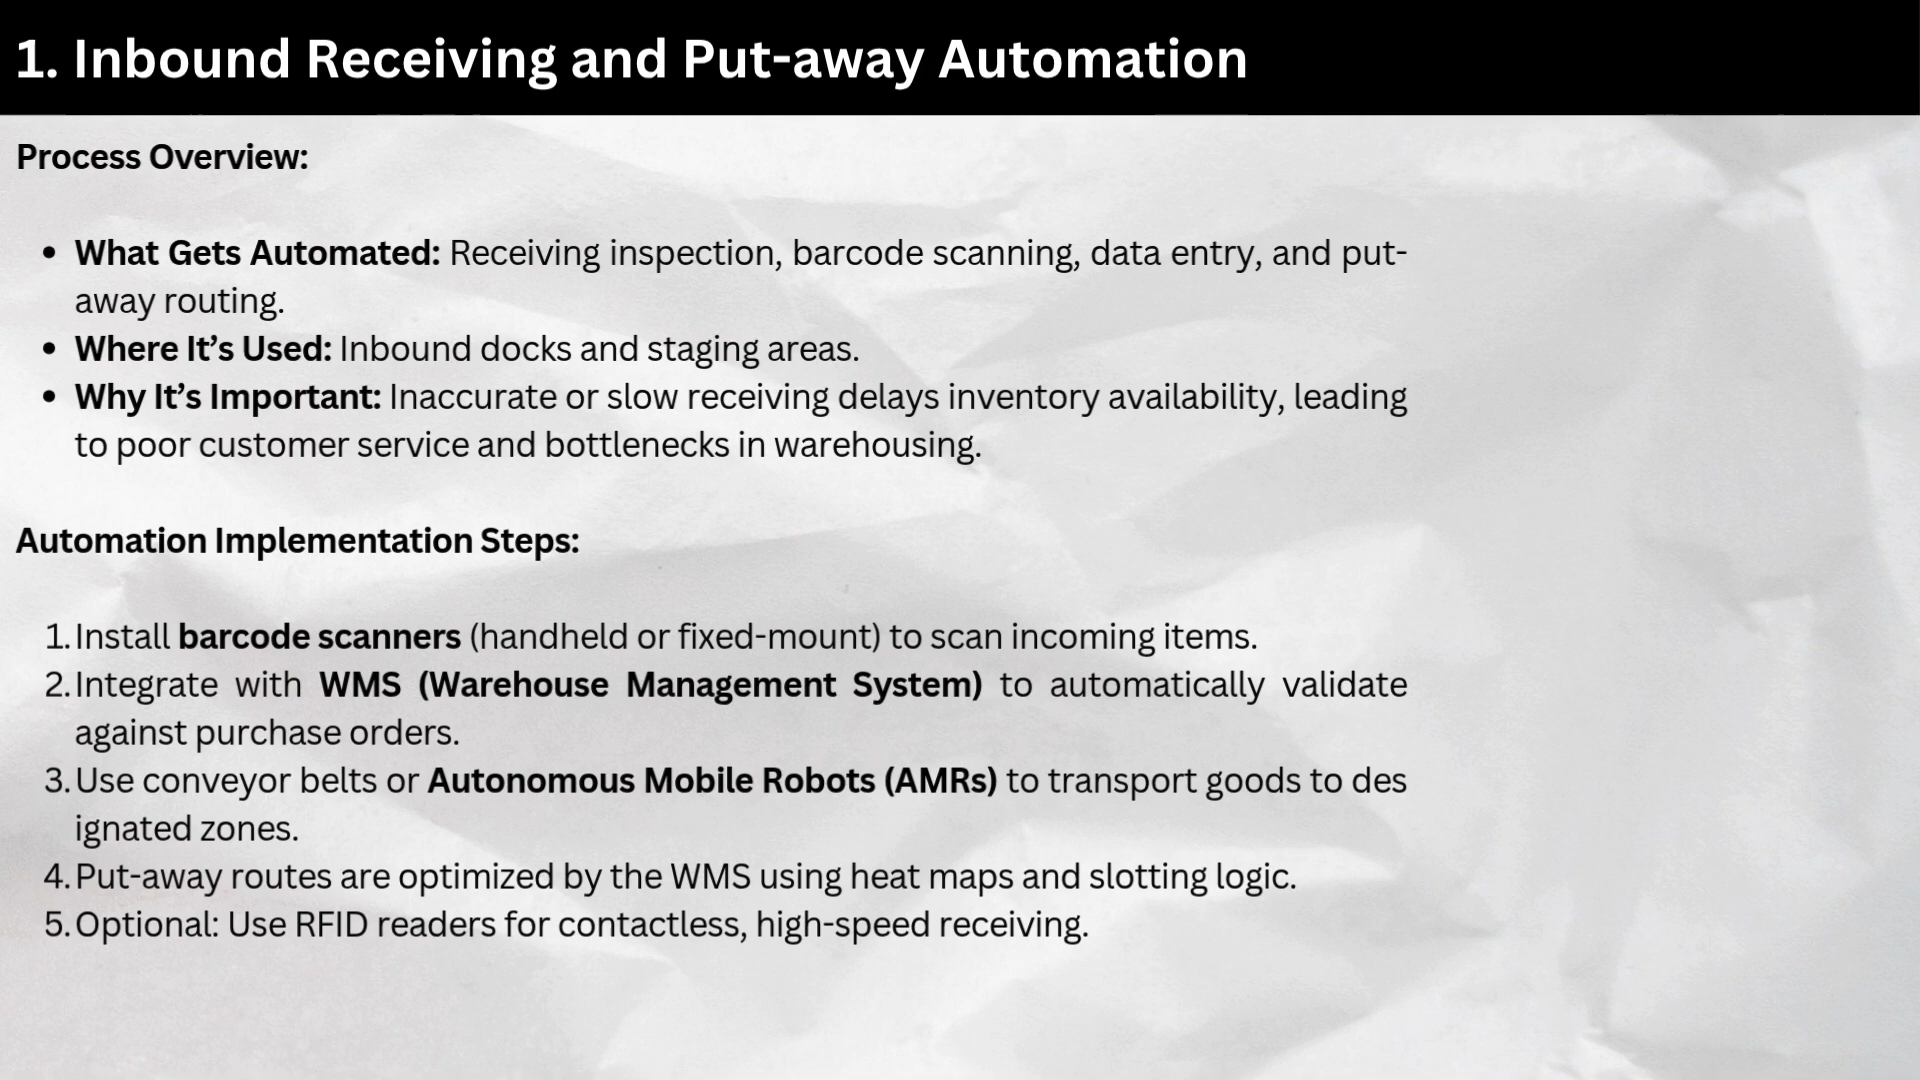 1. Inbound Receiving and Put-away Automation
Process Overview:
• What Gets Automated: Receiving inspection, barcode scanning, data entry, and put-
away routing.
• Where It’s Used: Inbound docks and staging areas.
• Why It’s Important: Inaccurate or slow receiving delays inventory availability, leading
to poor customer service and bottlenecks in warehousing.
Automation Implementation Steps:
1. Install barcode scanners (handheld or fixed-mount) to scan incoming items.
2. Integrate with WMS (Warehouse Management System) to automatically validate
against purchase orders.
3. Use conveyor belts or Autonomous Mobile Robots (AMRs) to transport goods to des
ignated zones.
4. Put-away routes are optimized by the WMS using heat maps and slotting logic.
5. Optional: Use RFID readers for contactless, high-speed receiving.